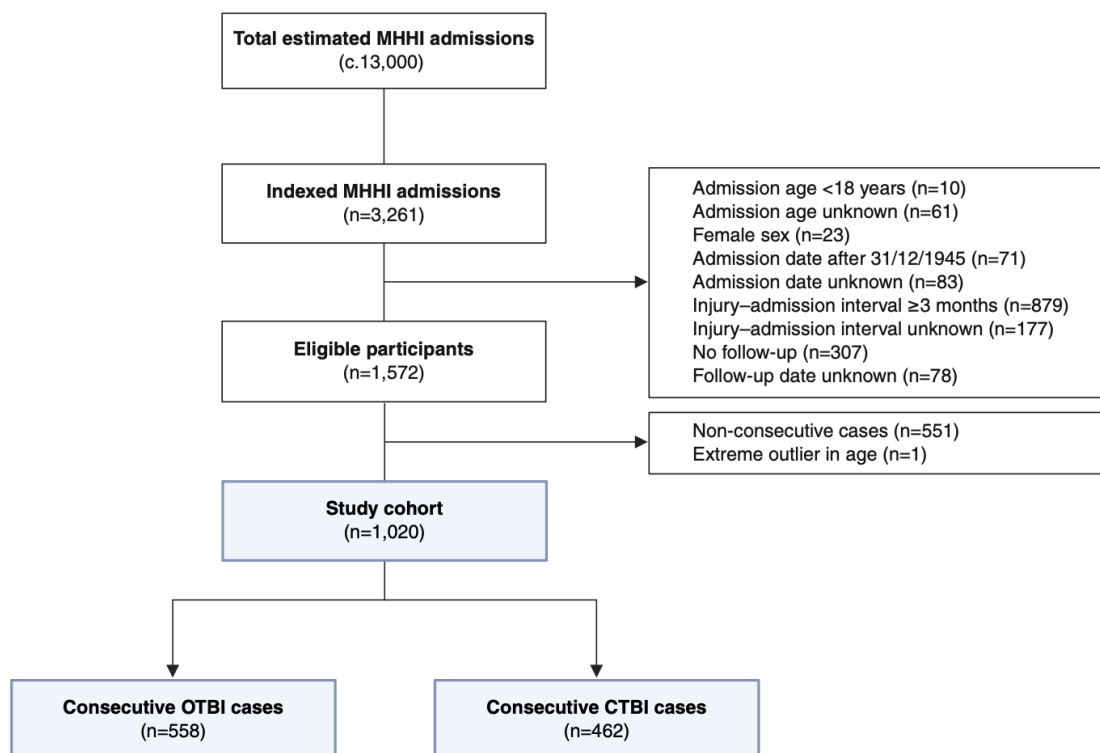 Total estimated MHHI admissions
(c.13,000)
Indexed MHHI admissions
(n=3,261)
Admission age <18 years (n=10)
Admission age unknown (n=61)
Female sex (n=23)
Admission date after 31/12/1945 (n=71)
Admission date unknown (n=83)
Injury–admission interval ≥3 months (n=879)
Injury–admission interval unknown (n=177)
No follow-up (n=307)
Follow-up date unknown (n=78)
Eligible participants
(n=1,572)
Non-consecutive cases (n=551)
Extreme outlier in age (n=1)
Study cohort
(n=1,020)
Consecutive OTBI cases
(n=558)
Consecutive CTBI cases
(n=462)